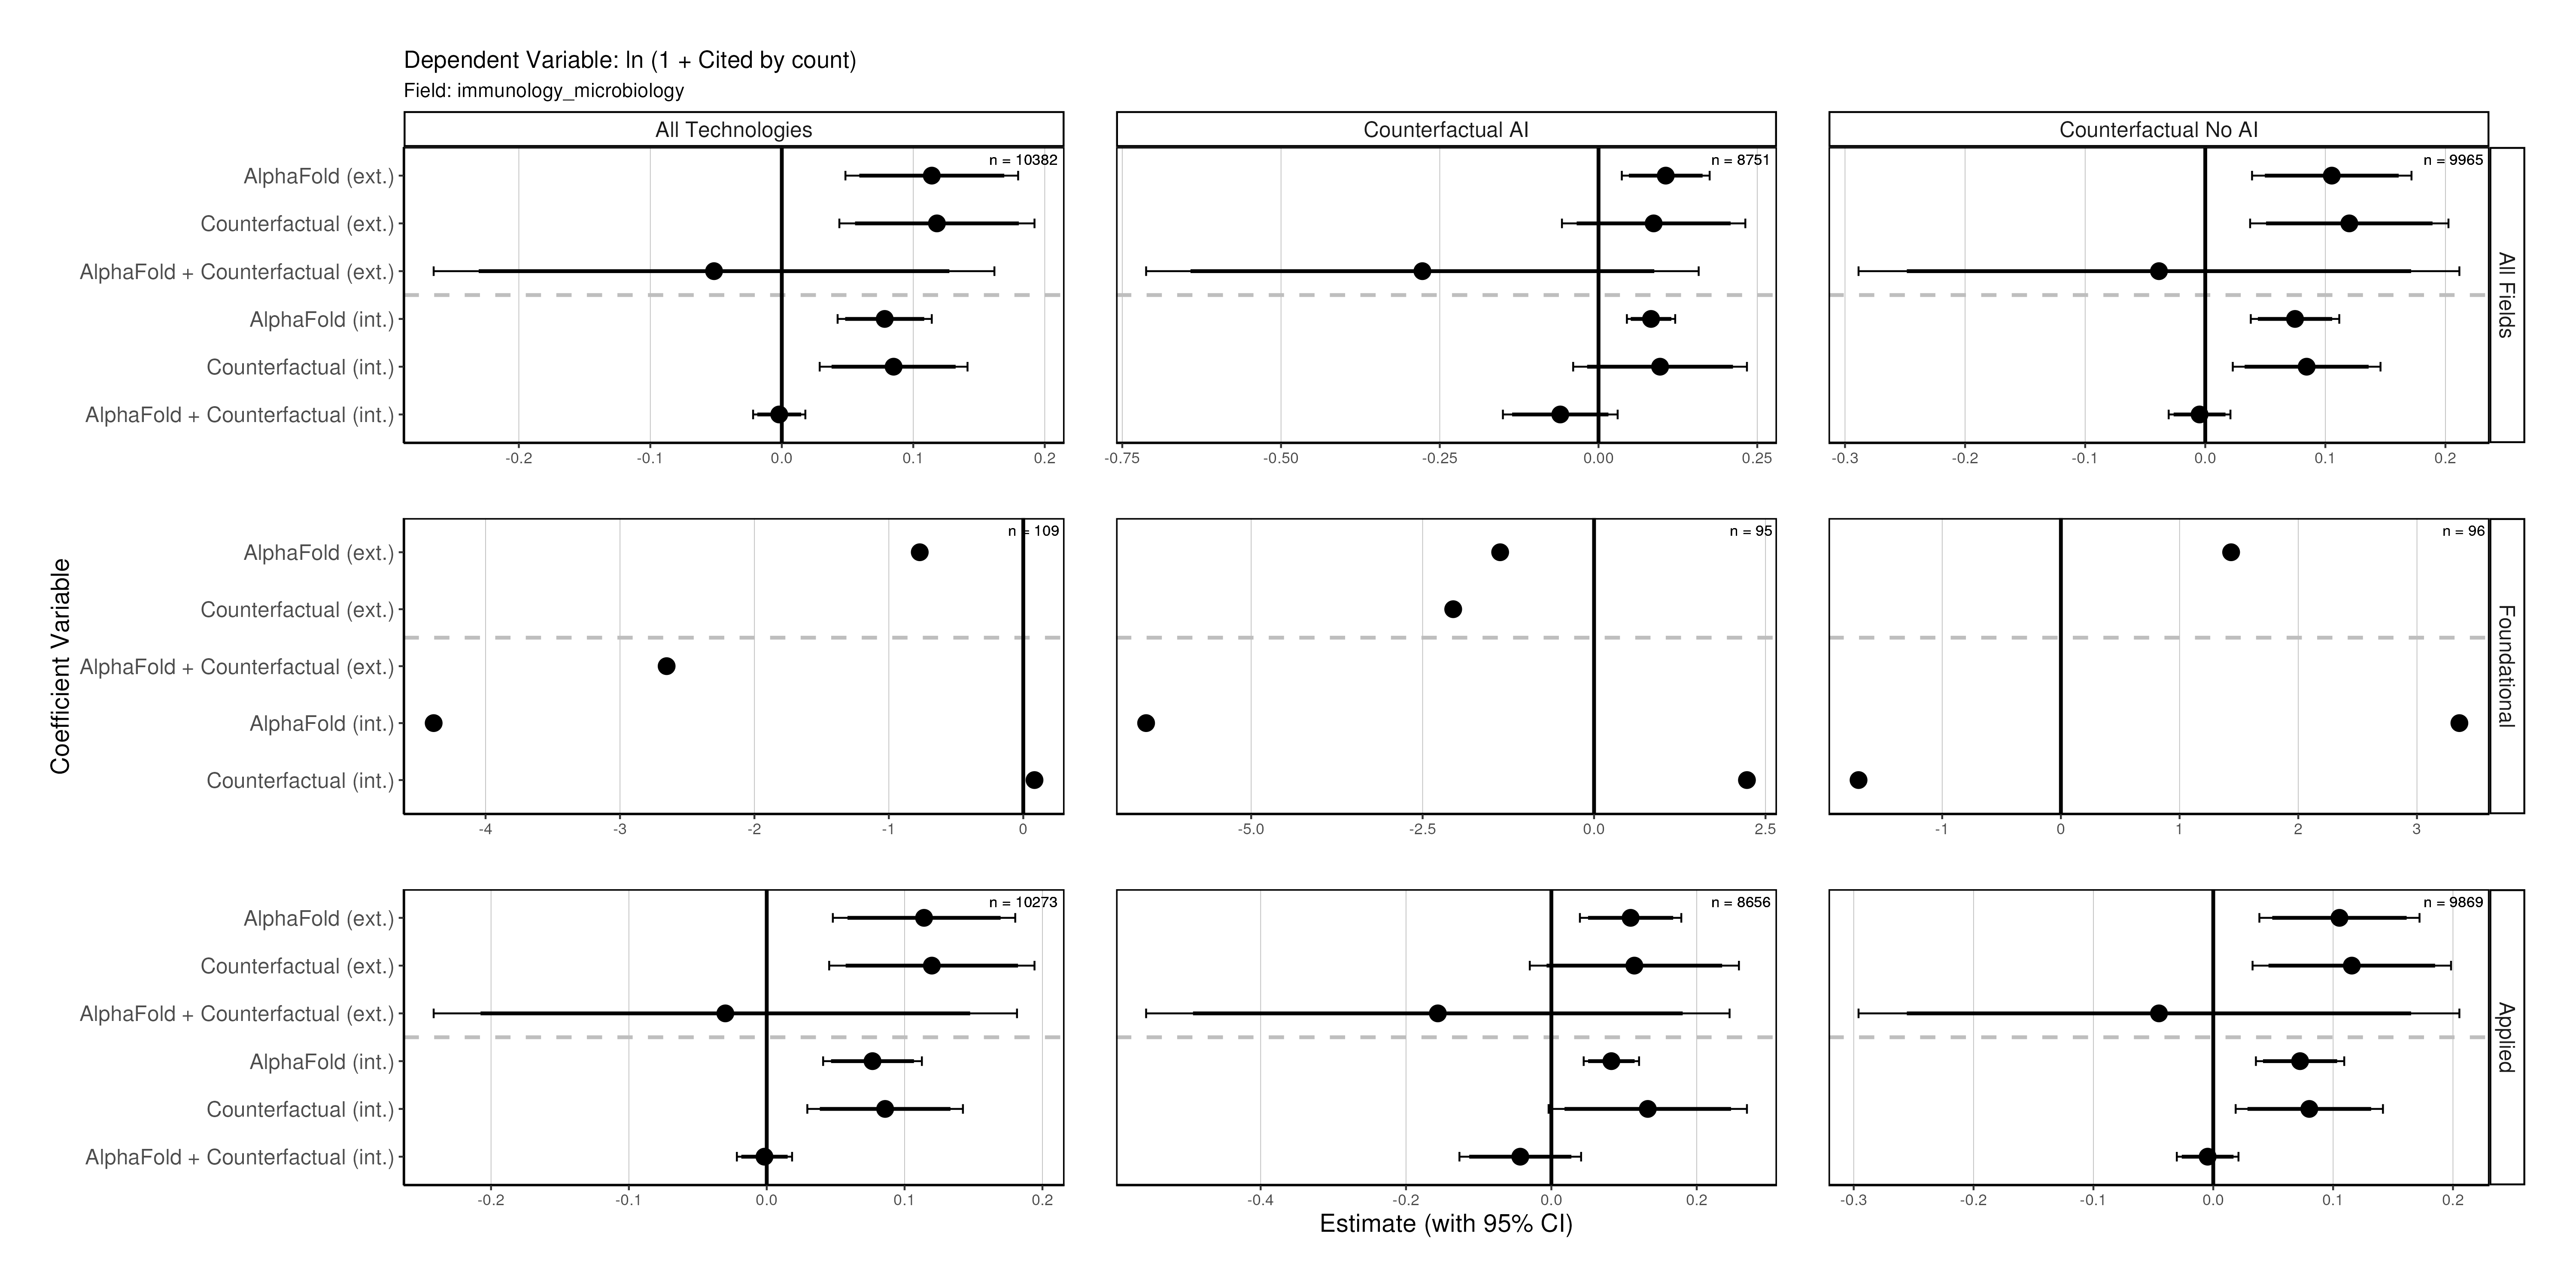 Dependent Variable: ln (1 + Cited by count)
Field: immunology_microbiology
All Technologies
Counterfactual AI
Counterfactual No AI
n = 10382
n = 8751
n = 9965
AlphaFold (ext.)
Counterfactual (ext.)
AlphaFold + Counterfactual (ext.)
AlphaFold (int.)
Counterfactual (int.)
AlphaFold + Counterfactual (int.)
All Fields
-0.2 -0.1 0.0 0.1 0.2
-0.75 -0.50 -0.25 0.00 0.25
-0.3 -0.2 -0.1 0.0 0.1 0.2
Coefficient Variable
n = 109
n = 95
n = 96
AlphaFold (ext.)
Counterfactual (ext.)
AlphaFold + Counterfactual (ext.)
AlphaFold (int.)
Counterfactual (int.)
Foundational
-4 -3 -2 -1 0
-5.0 -2.5 0.0 2.5
-1 0 1 2 3
n = 10273
n = 8656
n = 9869
AlphaFold (ext.)
Counterfactual (ext.)
AlphaFold + Counterfactual (ext.)
AlphaFold (int.)
Counterfactual (int.)
AlphaFold + Counterfactual (int.)
Applied
-0.2 -0.1 0.0 0.1 0.2
-0.4 -0.2 0.0 0.2
-0.3 -0.2 -0.1 0.0 0.1 0.2
Estimate (with 95% CI)